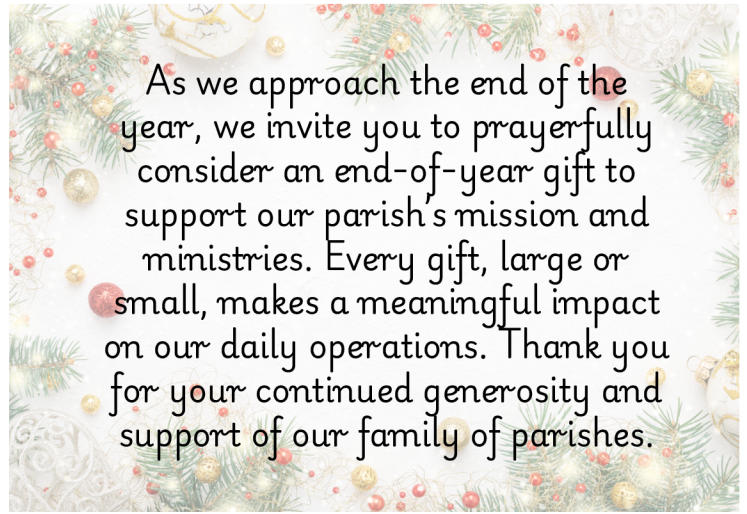 As we approach the end of the
year, we invite you to prayerfully
consider an end-of-year gift to
support our parish's mission and
ministries. Every gift, large or
small, makes a meaningful impact
on our daily operations. Thank you
for your continued generosity and
support of our family of parishes.